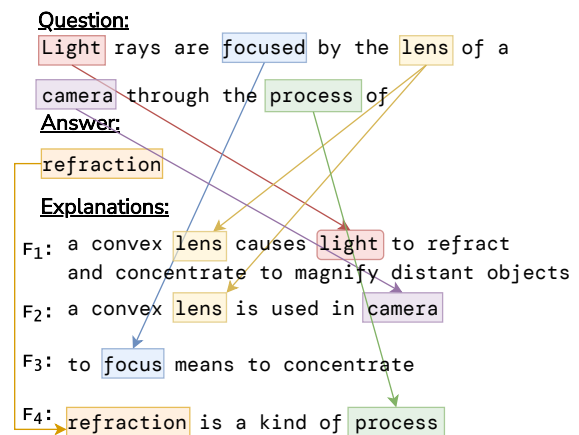 Question:
Light rays are focused by the lens of a
camera through the process of
Answer:
refraction
Explanations:
F1: a convex lens causes light to refract
and concentrate to magnify distant objects
F2: a convex lens is used in camera
F3: to focus means to concentrate
F4: refraction is a kind of process